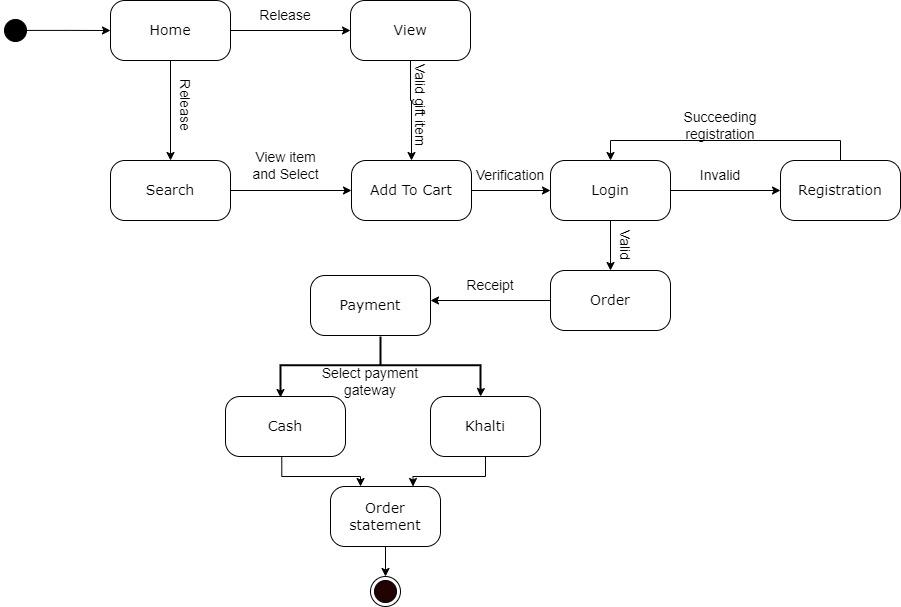 Home
Release
View
Release
Valid gift item
Search
View item
and Select
Add To Cart
Verification
Login
Invalid
Registration
Succeeding
registration
Valid
Order
Receipt
Payment
Select payment
gateway
Cash
Khalti
Order
statement